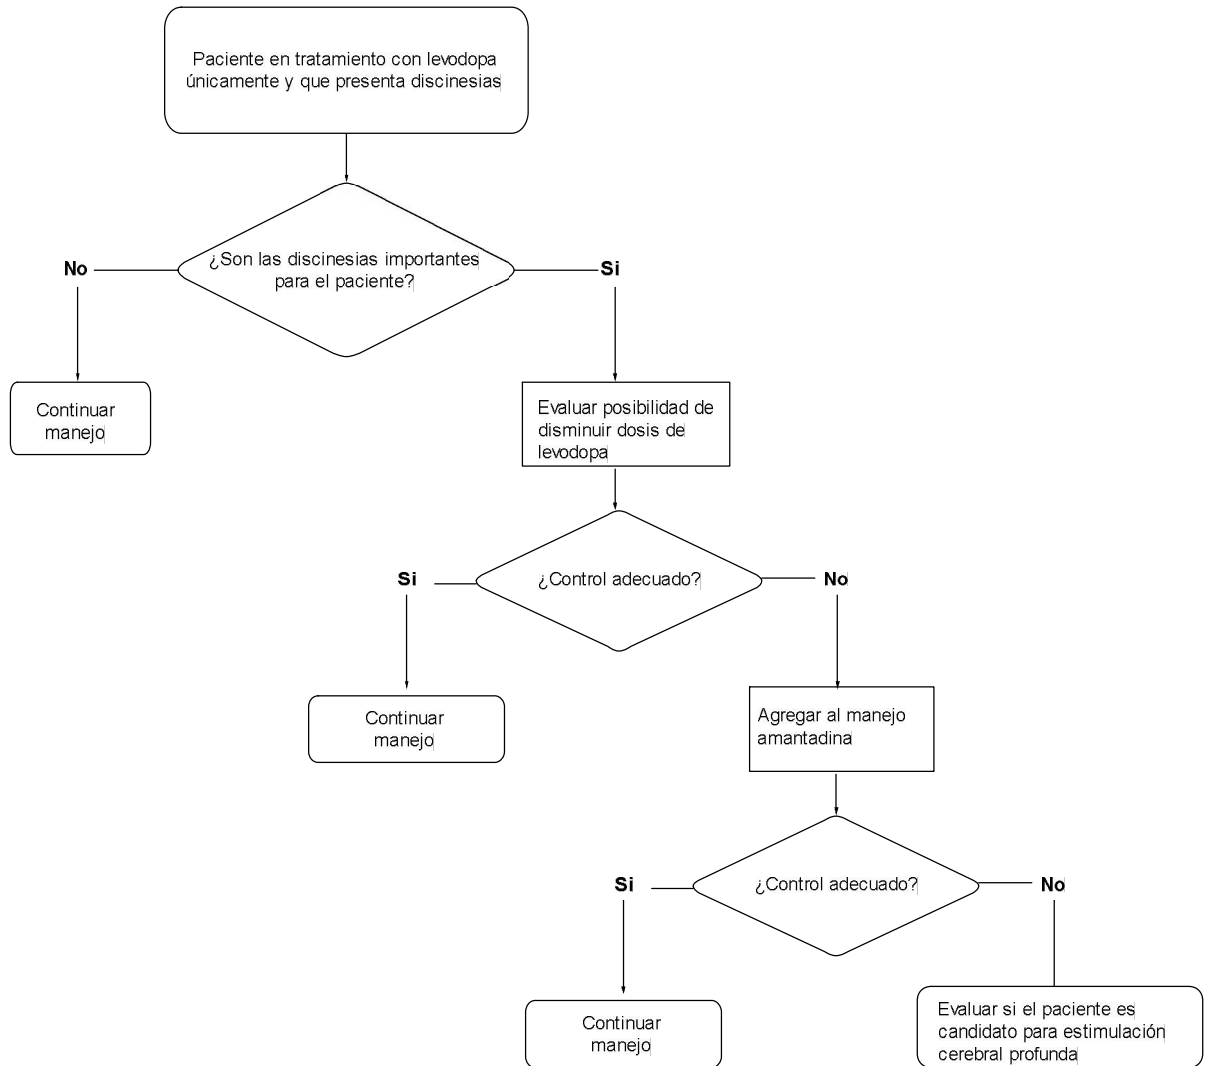 Paciente en tratamiento con levodopa
únicamente y que presenta discinesias
¿Son las discinesias importantes
para el paciente?
No
Si
Continuar
manejo
Evaluar posibilidad de
disminuir dosis de
levodopa
¿Control adecuado?
Si
No
Continuar
manejo
Agregar al manejo
amantadina
¿Control adecuado?
Si
No
Continuar
manejo
Evaluar si el paciente es
candidato para estimulación
cerebral profunda